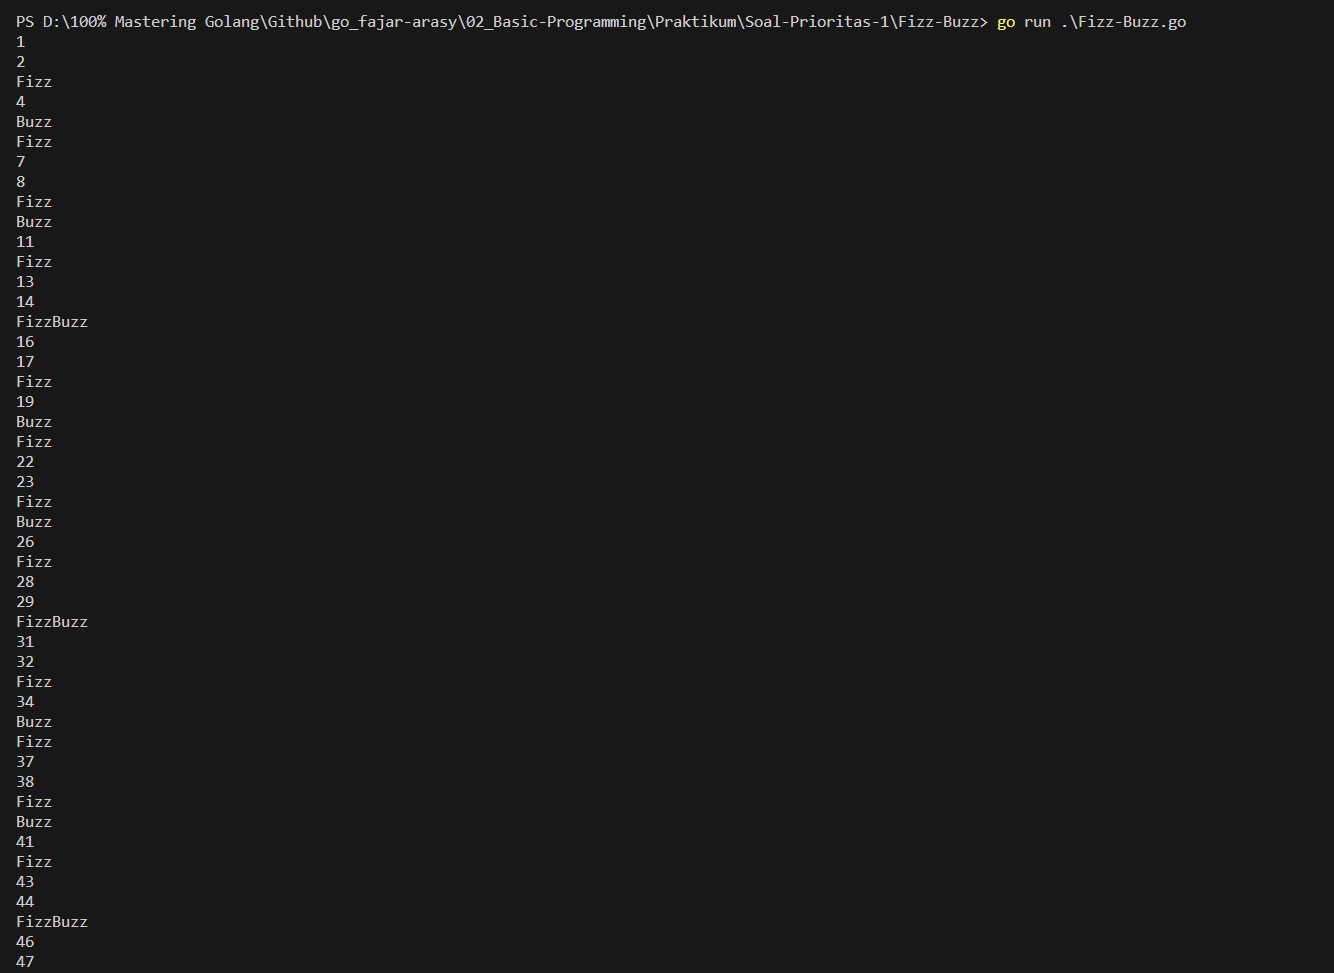 PS D:\100% Mastering Golang\Github\go_fajar-arasy\02_Basic-Programming\Praktikum\Soal-Prioritas-1\Fizz-Buzz> go run .\Fizz-Buzz.go
1
2
Fizz
4
Buzz
Fizz
7
8
Fizz
Buzz
11
Fizz
13
14
FizzBuzz
16
17
Fizz
19
Buzz
Fizz
22
23
Fizz
Buzz
26
Fizz
28
29
FizzBuzz
31
32
Fizz
34
Buzz
Fizz
37
38
Fizz
Buzz
41
Fizz
43
44
FizzBuzz
46
47